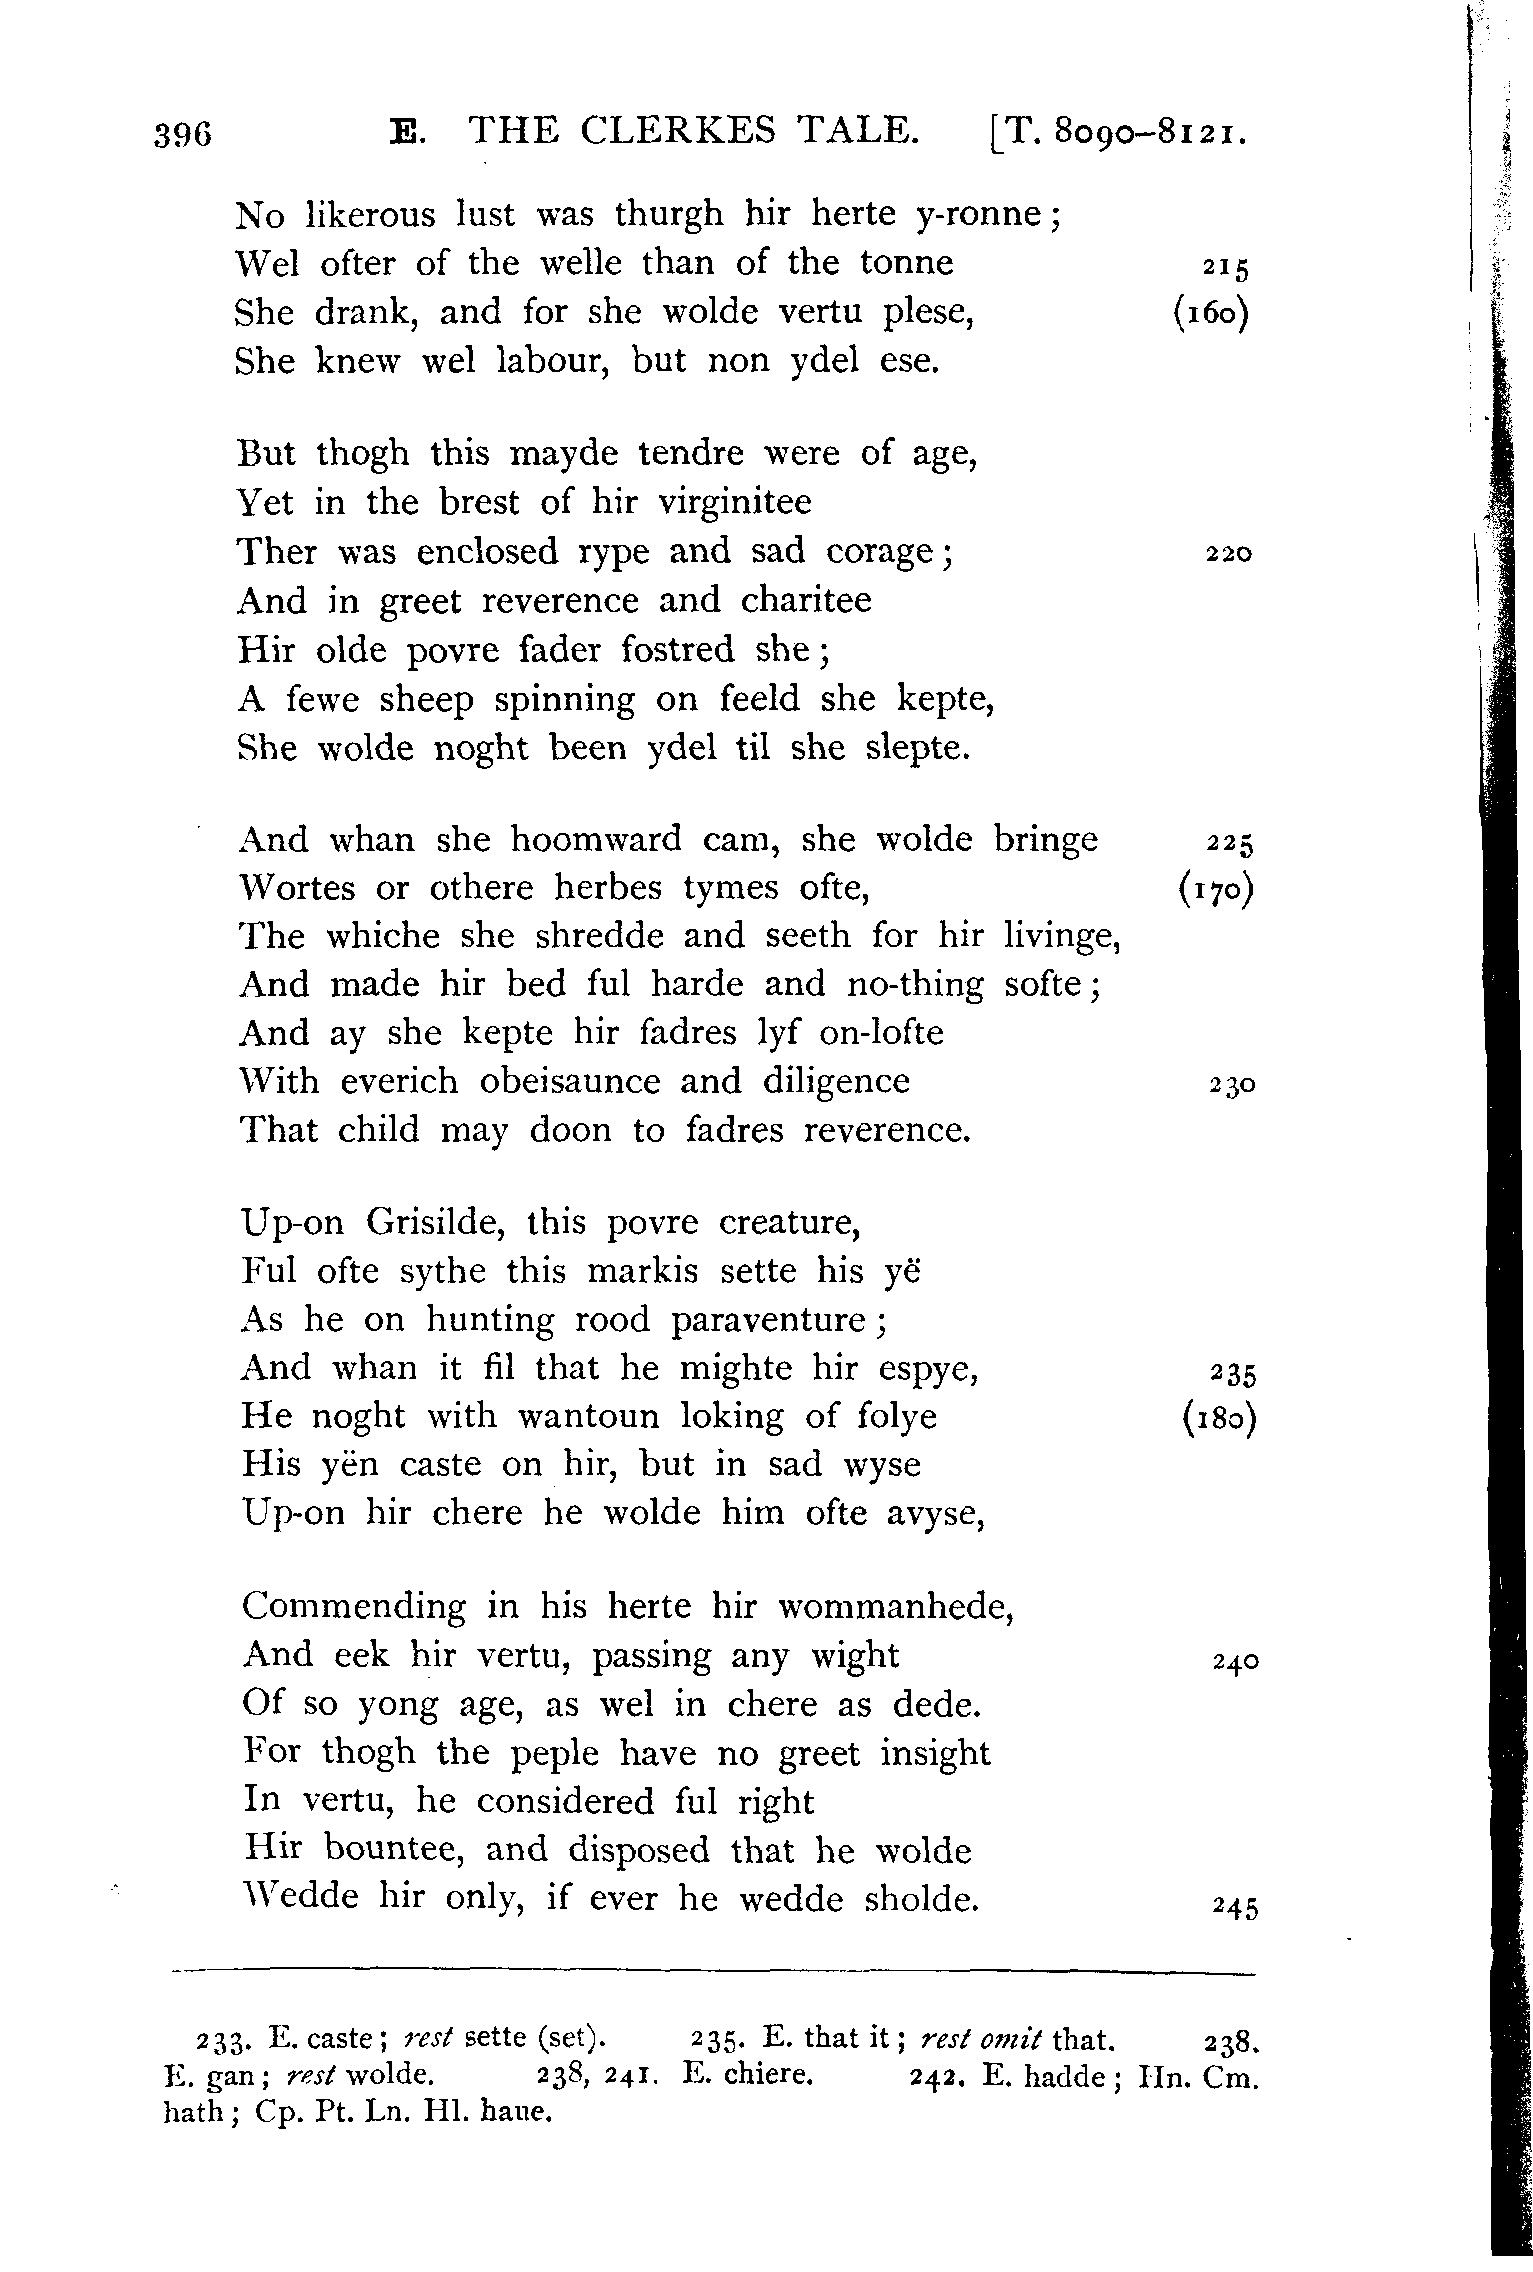 396 E. THE CLERKES TALE. [T. 8090–8121.
No likerous lust was thurgh hir herte y-ronne;
Wel ofter of the welle than of the tonne 215
She drank, and for she wolde vertu plese, (160)
She knew wel labour, but non ydel ese.
But thogh this mayde tendre were of age,
Yet in the brest of hir virginitee
Ther was enclosed rype and sad corage; 220
And in greet reverence and charitee
Hir olde povre fader fostred she;
A fewe sheep spinning on feeld she kepte,
She wolde noght been ydel til she slepte.
And whan she hoomward cam, she wolde bringe 225
Wortes or othere herbes tymes ofte, (170)
The whiche she shredde and seeth for hir livinge,
And made hir bed ful harde and no-thing softe;
And ay she kepte hir fadres lyf on-lofte
With everich obeisaunce and diligence 230
That child may doon to fadres reverence.
Up-on Grisilde, this povre creature,
Ful ofte sythe this markis sette his yë
As he on hunting rood paraventure;
And whan it fil that he mighte hir espye, 235
He noght with wantoun loking of folye (180)
His yën caste on hir, but in sad wyse
Up-on hir chere he wolde him ofte avyse,
Commending in his herte hir wommanhede,
And eek hir vertu, passing any wight 240
Of so yong age, as wel in chere as dede.
For thogh the peple have no greet insight
In vertu, he considered ful right
Hir bountee, and disposed that he wolde
Wedde hir only, if ever he wedde sholde. 245
233. E. caste; rest sette (set). 235. E. that it; rest omit that. 238.
E. gan; rest wolde. 238, 241. E. chiere. 242. E. hadde; Hn. Cm.
hath; Cp. Pt. Ln. Hl. haue.